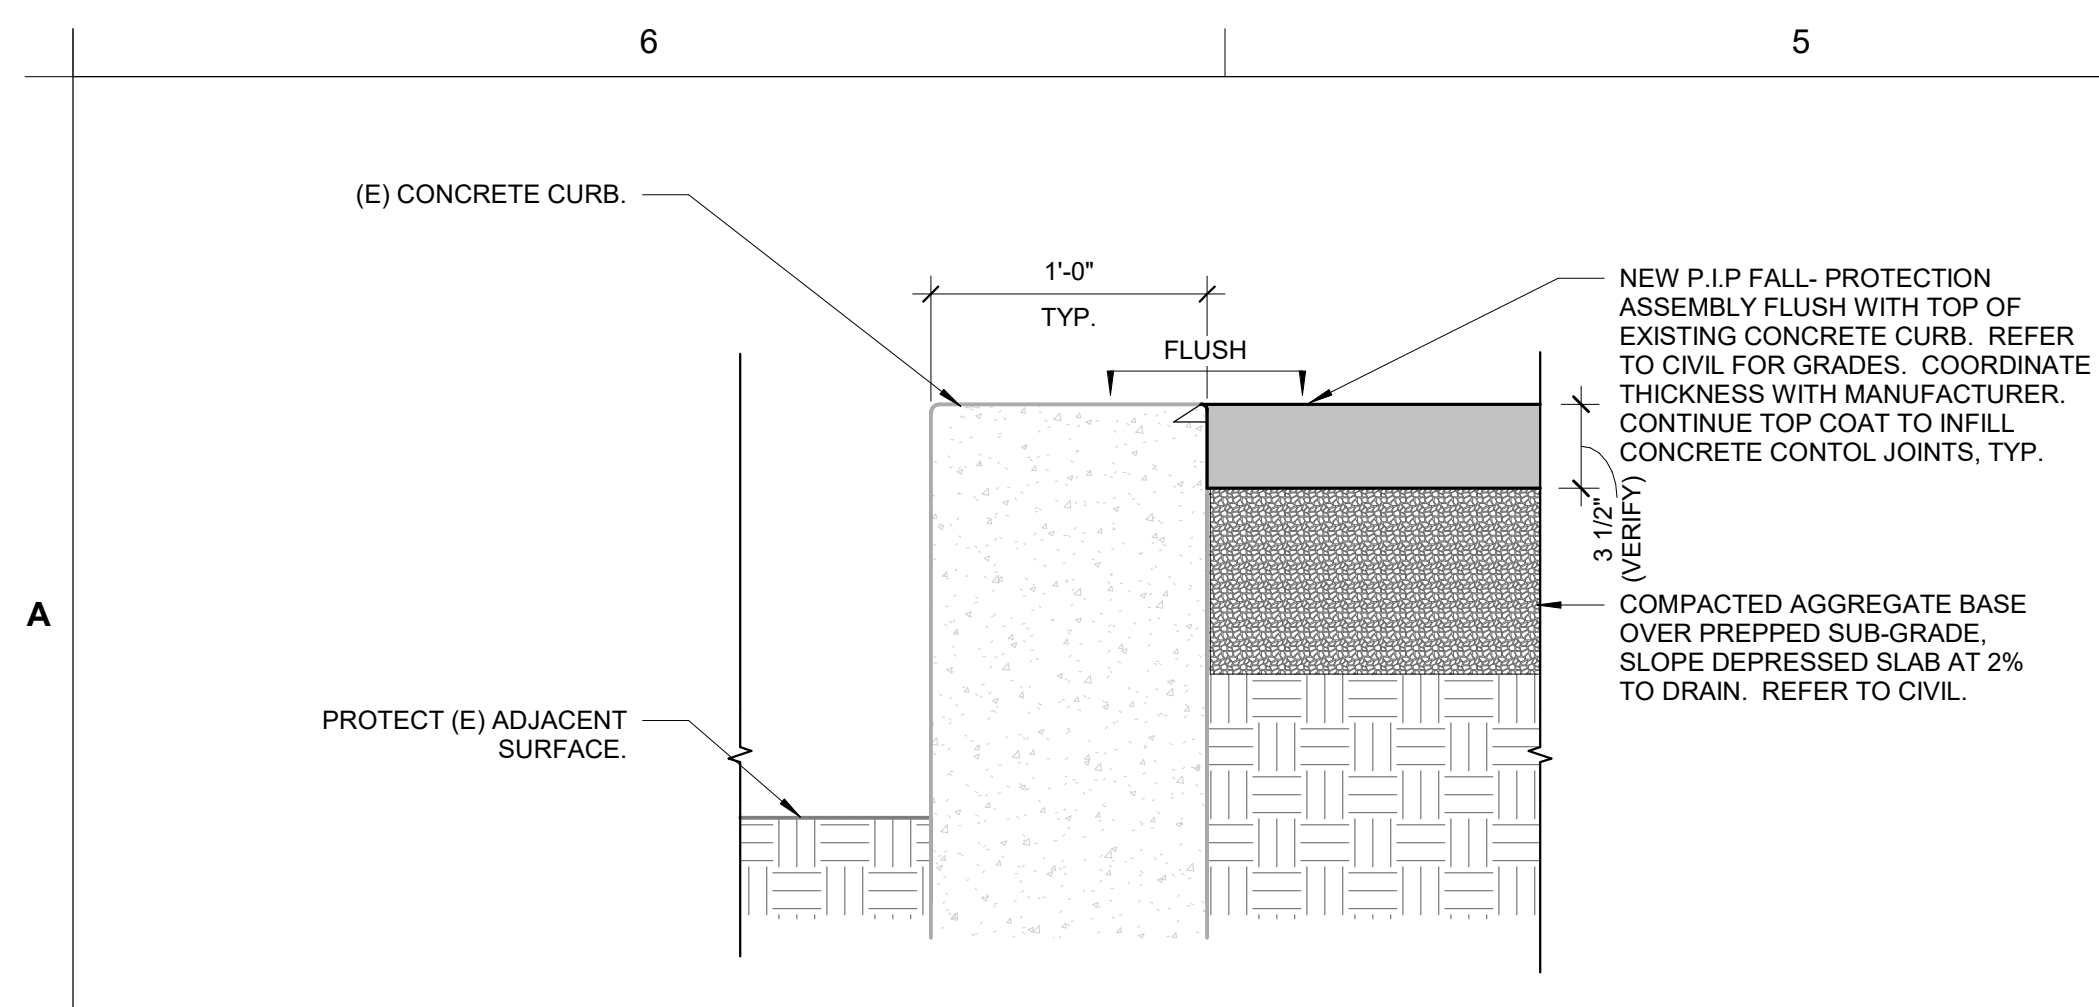 6
5
(E) CONCRETE CURB.
1'-0"
TYP.
FLUSH
NEW P.I.P FALL- PROTECTION
ASSEMBLY FLUSH WITH TOP OF
EXISTING CONCRETE CURB.  REFER
TO CIVIL FOR GRADES.  COORDINATE
THICKNESS WITH MANUFACTURER.
CONTINUE TOP COAT TO INFILL
CONCRETE CONTOL JOINTS, TYP.
3 1/2"
(VERIFY)
A
COMPACTED AGGREGATE BASE
OVER PREPPED SUB-GRADE,
SLOPE DEPRESSED SLAB AT 2%
TO DRAIN.  REFER TO CIVIL.
PROTECT (E) ADJACENT
SURFACE.